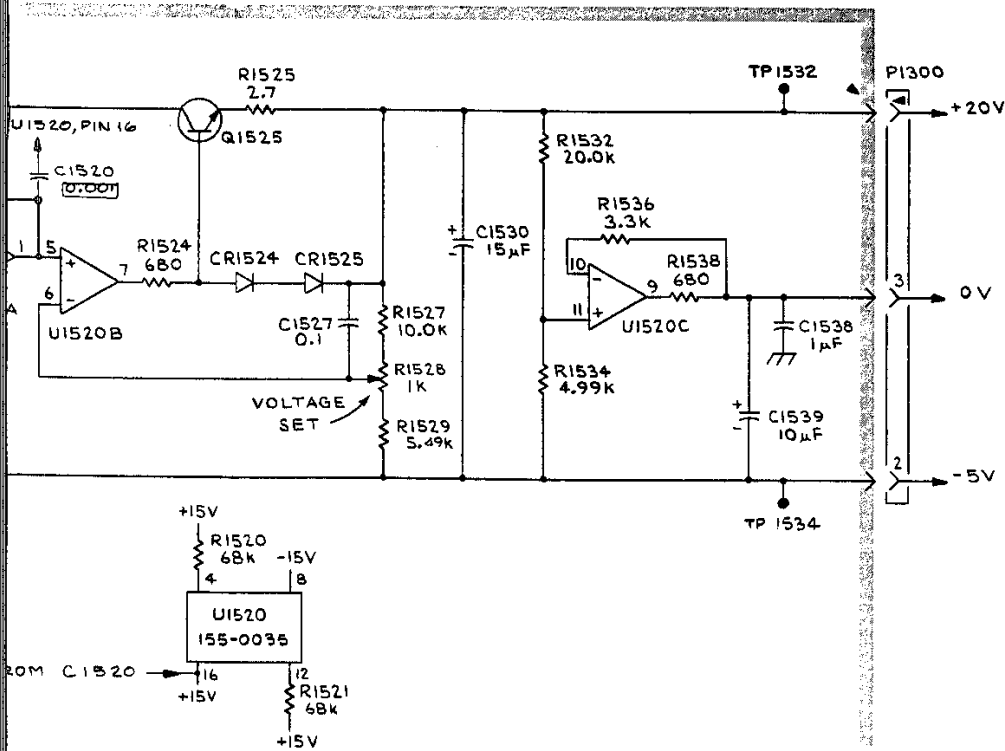 R1525
2.7
TP1532
P1300
+20V
U1520, PIN 16
Q1525
C1520
0.001
R1532
20.0K
R1536
3.3K
1
5
+
R1524
680
7
CR1524
CR1525
+
C1530
15µF
-
10
-
9
R1538
680
3
0V
6
-
U1520B
C1527
0.1
R1527
10.0K
11
+
U1520C
C1538
1µF
A
R1528
1K
R1534
4.99K
VOLTAGE
SET
R1529
5.49K
+
C1539
10µF
-
2
-5V
TP 1534
+15V
R1520
68K
-15V
4
8
U1520
155-0035
ROM C1520
16
12
+15V
R1521
68K
+15V